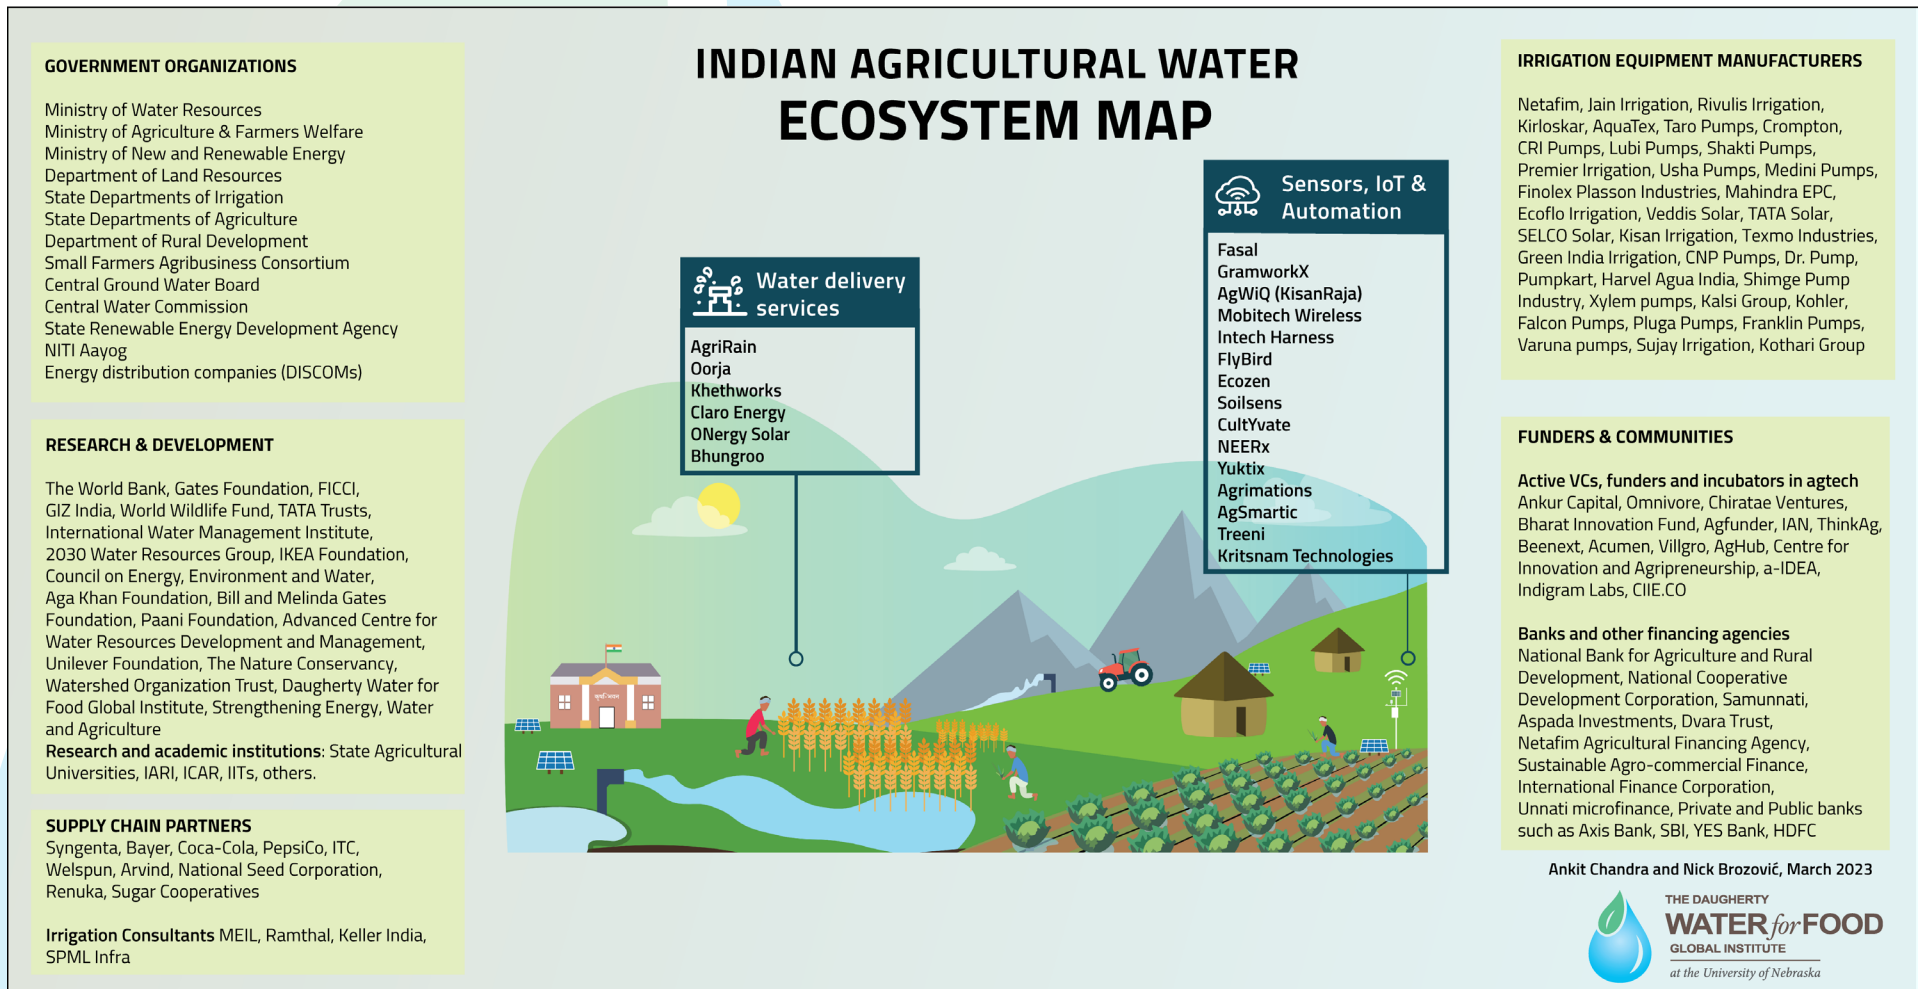 INDIAN AGRICULTURAL WATER
ECOSYSTEM MAP
GOVERNMENT ORGANIZATIONS
Ministry of Water Resources
Ministry of Agriculture & Farmers Welfare
Ministry of New and Renewable Energy
Department of Land Resources
State Departments of Irrigation
State Departments of Agriculture
Department of Rural Development
Small Farmers Agribusiness Consortium
Central Ground Water Board
Central Water Commission
State Renewable Energy Development Agency
NITI Aayog
Energy distribution companies (DISCOMs)
RESEARCH & DEVELOPMENT
The World Bank, Gates Foundation, FICCI,
GIZ India, World Wildlife Fund, TATA Trusts,
International Water Management Institute,
2030 Water Resources Group, IKEA Foundation,
Council on Energy, Environment and Water,
Aga Khan Foundation, Bill and Melinda Gates
Foundation, Paani Foundation, Advanced Centre for
Water Resources Development and Management,
Unilever Foundation, The Nature Conservancy,
Watershed Organization Trust, Daugherty Water for
Food Global Institute, Strengthening Energy, Water
and Agriculture
Research and academic institutions: State Agricultural
Universities, IARI, ICAR, IITs, others.
SUPPLY CHAIN PARTNERS
Syngenta, Bayer, Coca-Cola, PepsiCo, ITC,
Welspun, Arvind, National Seed Corporation,
Renuka, Sugar Cooperatives
Irrigation Consultants MEIL, Ramthal, Keller India,
SPML Infra
Water delivery
services
AgriRain
Oorja
Khethworks
Claro Energy
ONergy Solar
Bhungroo
Sensors, IoT &
Automation
Fasal
GramworkX
AgWiQ (KisanRaja)
Mobitech Wireless
Intech Harness
FlyBird
Ecozen
Soilsens
CultYvate
NEERx
Yuktix
Agrimations
AgSmartic
Treeni
Kritsnam Technologies
IRRIGATION EQUIPMENT MANUFACTURERS
Netafim, Jain Irrigation, Rivulis Irrigation,
Kirloskar, AquaTex, Taro Pumps, Crompton,
CRI Pumps, Lubi Pumps, Shakti Pumps,
Premier Irrigation, Usha Pumps, Medini Pumps,
Finolex Plasson Industries, Mahindra EPC,
Ecoflo Irrigation, Veddis Solar, TATA Solar,
SELCO Solar, Kisan Irrigation, Texmo Industries,
Green India Irrigation, CNP Pumps, Dr. Pump,
Pumpkart, Harvel Agua India, Shimge Pump
Industry, Xylem pumps, Kalsi Group, Kohler,
Falcon Pumps, Pluga Pumps, Franklin Pumps,
Varuna pumps, Sujay Irrigation, Kothari Group
FUNDERS & COMMUNITIES
Active VCs, funders and incubators in agtech
Ankur Capital, Omnivore, Chiratae Ventures,
Bharat Innovation Fund, Agfunder, IAN, ThinkAg,
Beenext, Acumen, Villgro, AgHub, Centre for
Innovation and Agripreneurship, a-IDEA,
Indigram Labs, CIIE.CO
Banks and other financing agencies
National Bank for Agriculture and Rural
Development, National Cooperative
Development Corporation, Samunnati,
Aspada Investments, Dvara Trust,
Netafim Agricultural Financing Agency,
Sustainable Agro-commercial Finance,
International Finance Corporation,
Unnati microfinance, Private and Public banks
such as Axis Bank, SBI, YES Bank, HDFC
Ankit Chandra and Nick Brozović, March 2023
THE DAUGHERTY
WATER for FOOD
GLOBAL INSTITUTE
at the University of Nebraska